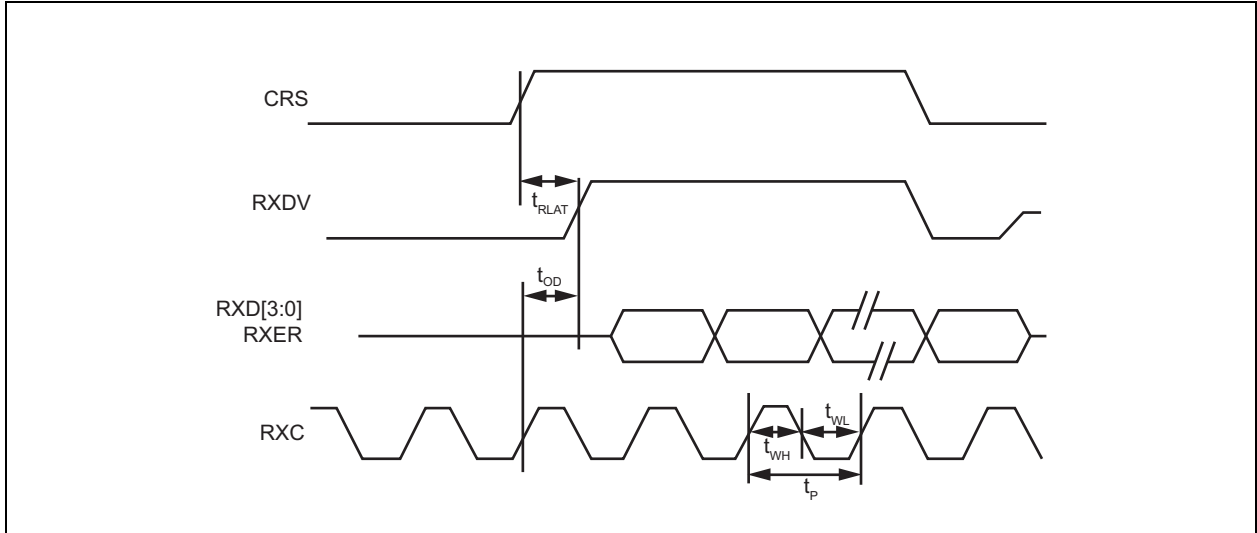 CRS
RXDV
tRLAT
tOD
RXD[3:0]
RXER
RXC
tWH
tWL
tP